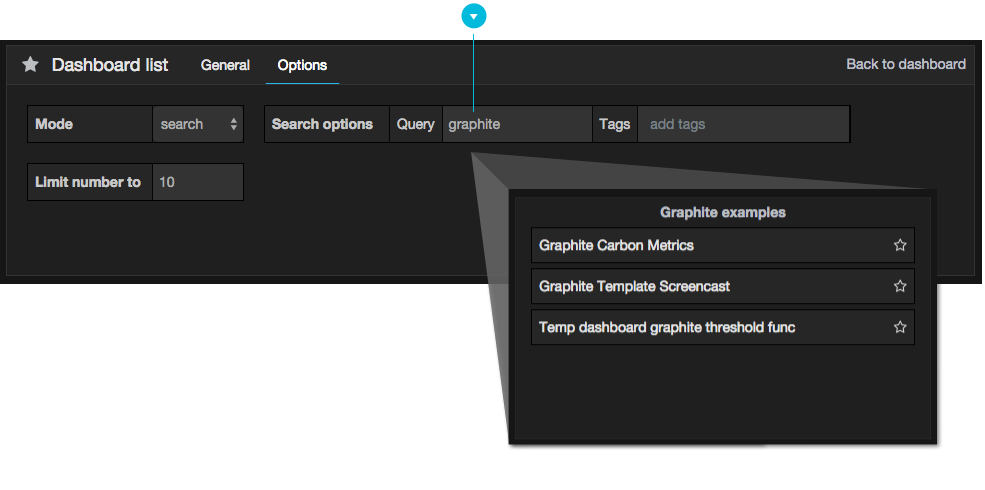 Dashboard list General Options Back to dashboard
Mode search Search options Query graphite Tags add tags
Limit number to 10
Graphite examples
Graphite Carbon Metrics
Graphite Template Screencast
Temp dashboard graphite threshold func